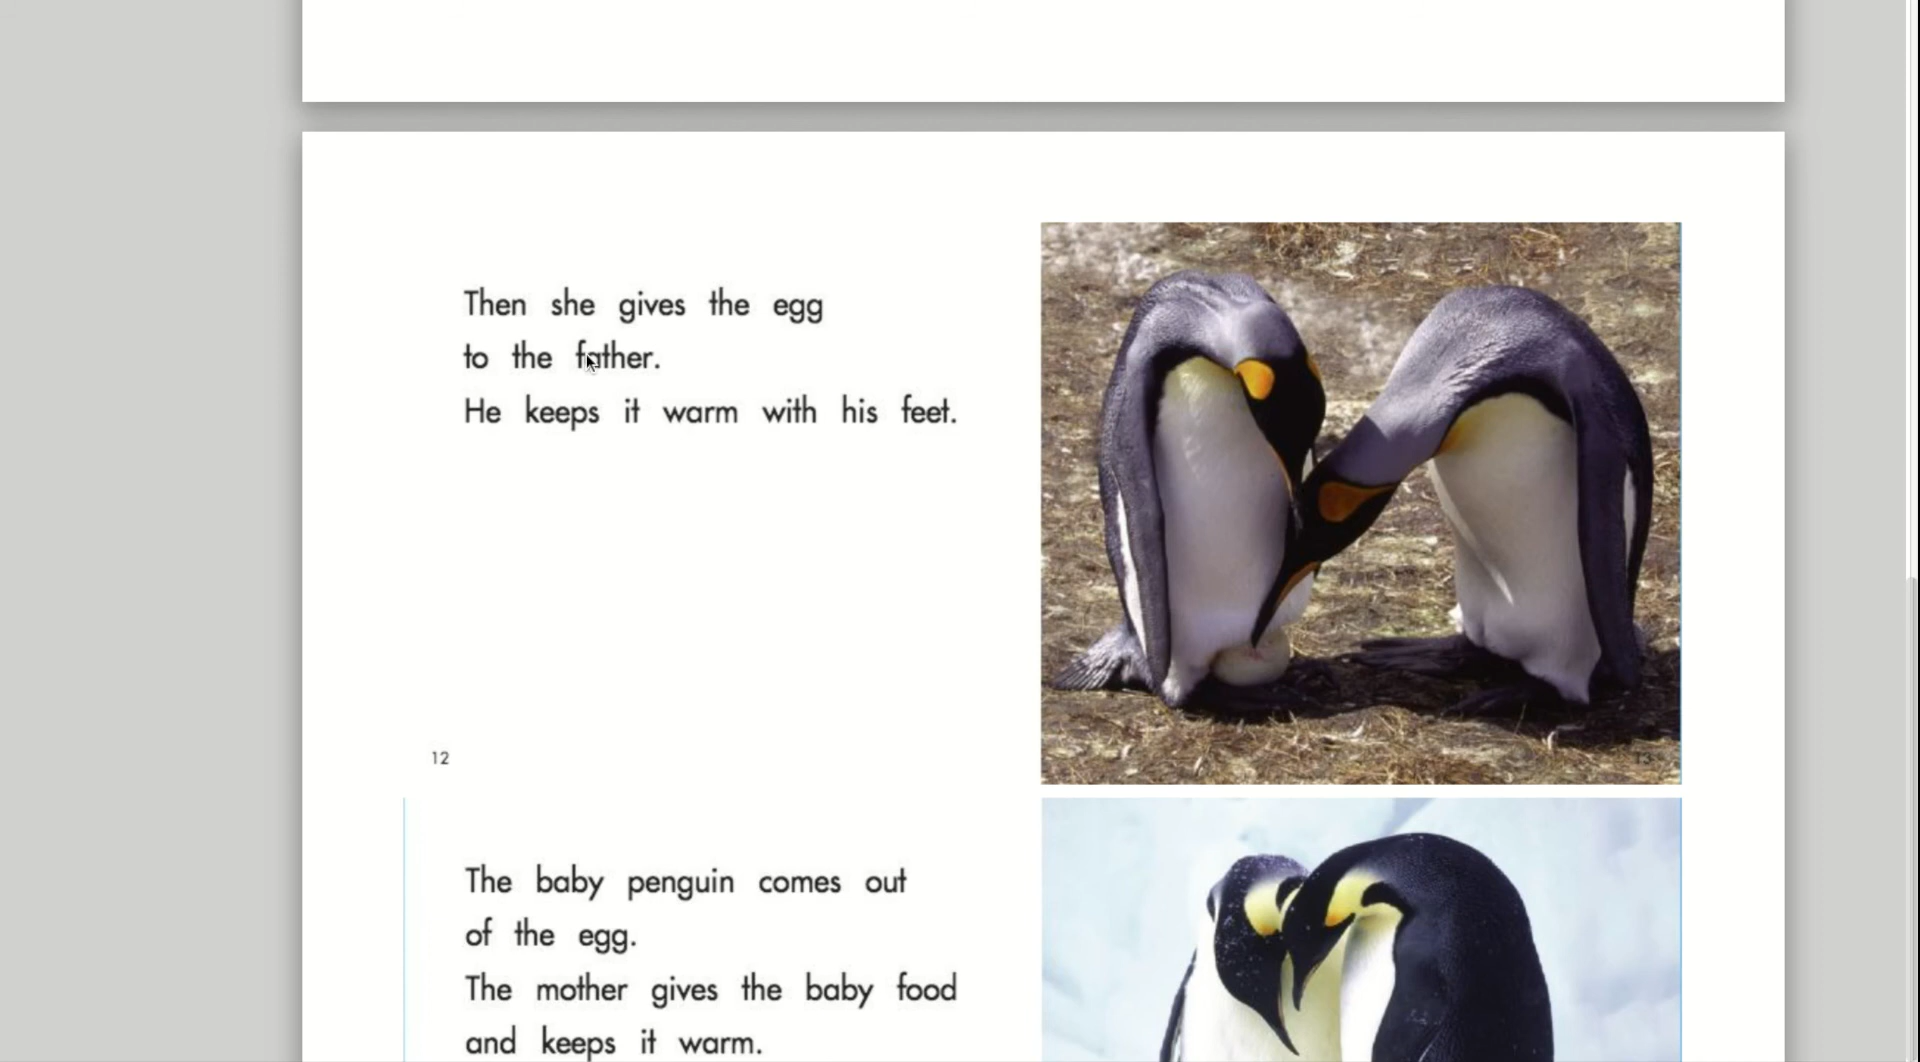 Then she gives the egg
to the father.
He keeps it warm with his feet.
12
13
The baby penguin comes out
of the egg.
The mother gives the baby food
and keeps it warm.